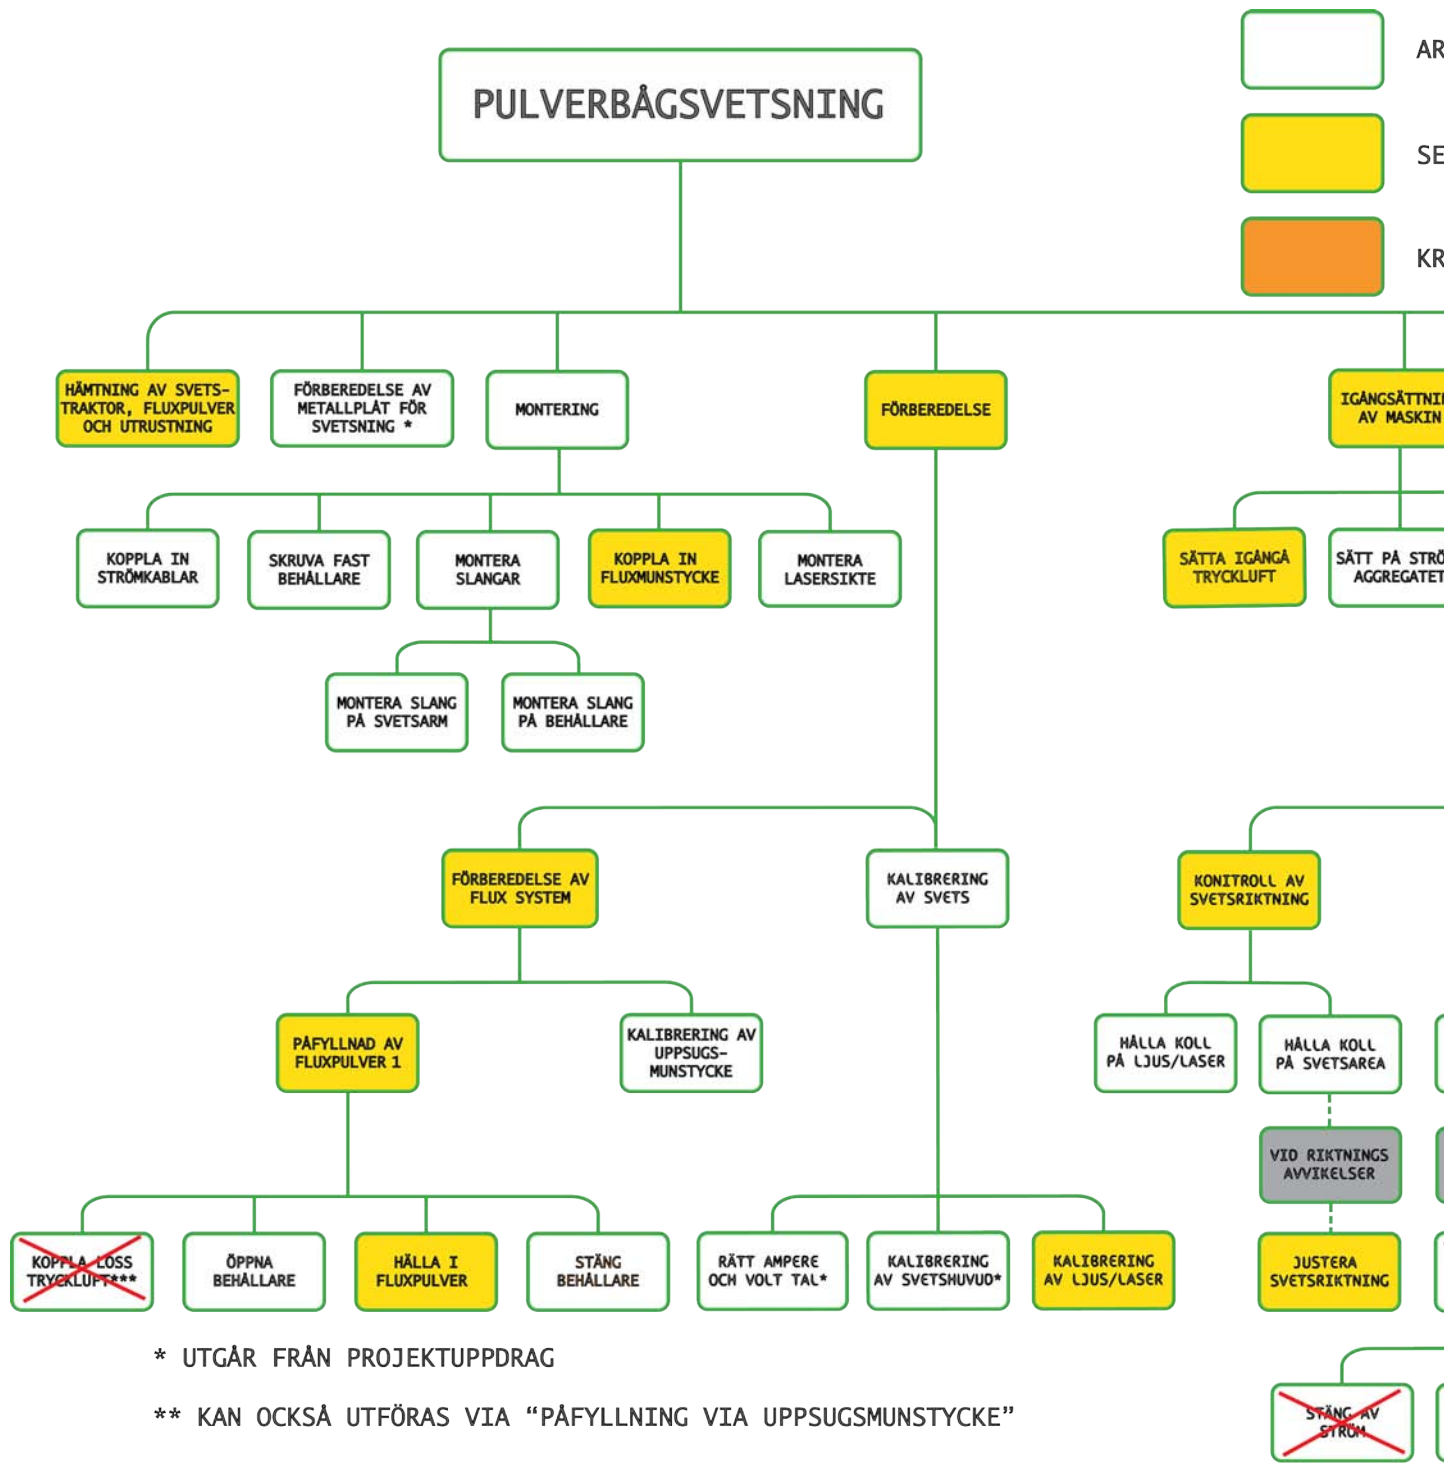 PULVERBÅGSVETSNING
AR
SE
KR
HÄMTNING AV SVETS-
TRAKTOR, FLUXPULVER
OCH UTRUSTNING
FÖRBEREDELSE AV
METALLPLÅT FÖR
SVETSNING *
MONTERING
FÖRBEREDELSE
IGÅNGSÄTTNI
AV MASKIN
KOPPLA IN
STRÖMKABLAR
SKRUVA FAST
BEHÅLLARE
MONTERA
SLANGAR
KOPPLA IN
FLUXMUNSTYCKE
MONTERA
LASERSIKTE
SÄTTA IGÅNGÅ
TRYCKLUFT
SÄTT PÅ STRÖ
AGGREGATET
MONTERA SLANG
PÅ SVETSARM
MONTERA SLANG
PÅ BEHÅLLARE
FÖRBEREDELSE AV
FLUX SYSTEM
KALIBRERING
AV SVETS
KONITROLL AV
SVETSRIKTNING
PÅFYLLNAD AV
FLUXPULVER 1
KALIBRERING AV
UPPSUGS-
MUNSTYCKE
HÅLLA KOLL
PÅ LJUS/LASER
HÅLLA KOLL
PÅ SVETSAREA
VID RIKTNINGS
AVVIKELSER
KOPPLA LOSS
TRYCKLUFT***
ÖPPNA
BEHÅLLARE
HÄLLA I
FLUXPULVER
STÄNG
BEHÅLLARE
RÄTT AMPERE
OCH VOLT TAL*
KALIBRERING
AV SVETSHUVUD*
KALIBRERING
AV LJUS/LASER
JUSTERA
SVETSRIKTNING
* UTGÅR FRÅN PROJEKTUPPDRAG
** KAN OCKSÅ UTFÖRAS VIA “PÅFYLLNING VIA UPPSUGSMUNSTYCKE”
STÄNG AV
STRÖM